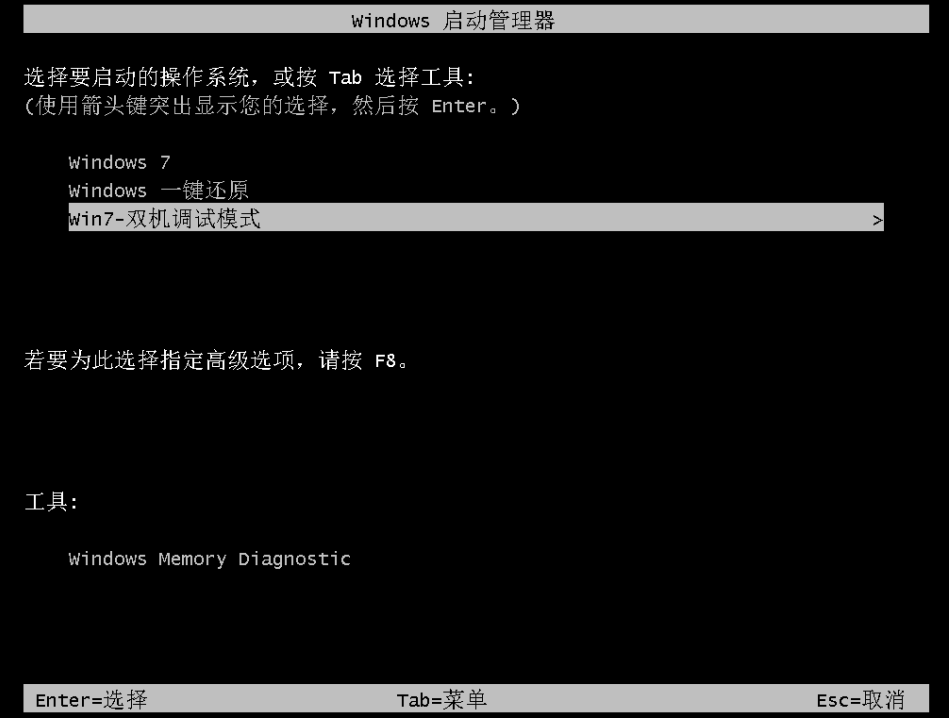 Windows 启动管理器
选择要启动的操作系统，或按 Tab 选择工具:
(使用箭头键突出显示您的选择，然后按 Enter。)
Windows 7
Windows 一键还原
Win7-双机调试模式 >
若要为此选择指定高级选项，请按 F8。
工具:
Windows Memory Diagnostic
Enter=选择 Tab=菜单 Esc=取消